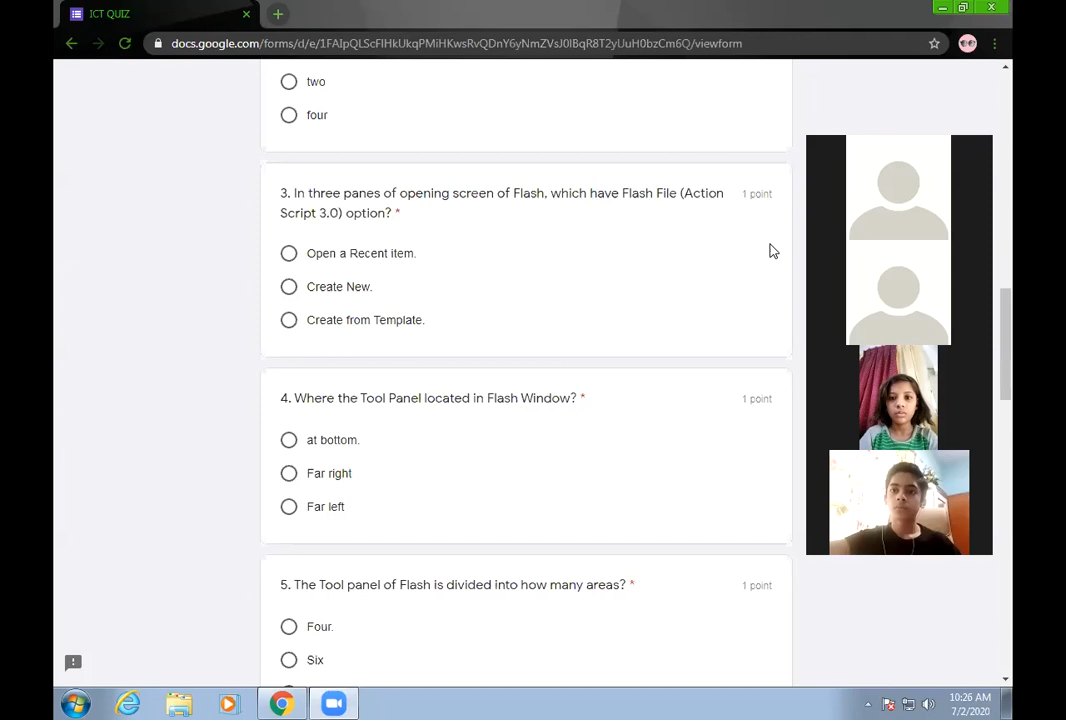 ICT QUIZ
docs.google.com/forms/d/e/1FAIpQLScFIHkUkqPMiHKwsRvQDnY6yNmZVsJ0lBqR8T2yUuH0bzCm6Q/viewform
two
four
3. In three panes of opening screen of Flash, which have Flash File (Action
Script 3.0) option? *
1 point
Open a Recent item.
Create New.
Create from Template.
4. Where the Tool Panel located in Flash Window? *
1 point
at bottom.
Far right
Far left
5. The Tool panel of Flash is divided into how many areas? *
1 point
Four.
Six
10:26 AM
7/2/2020